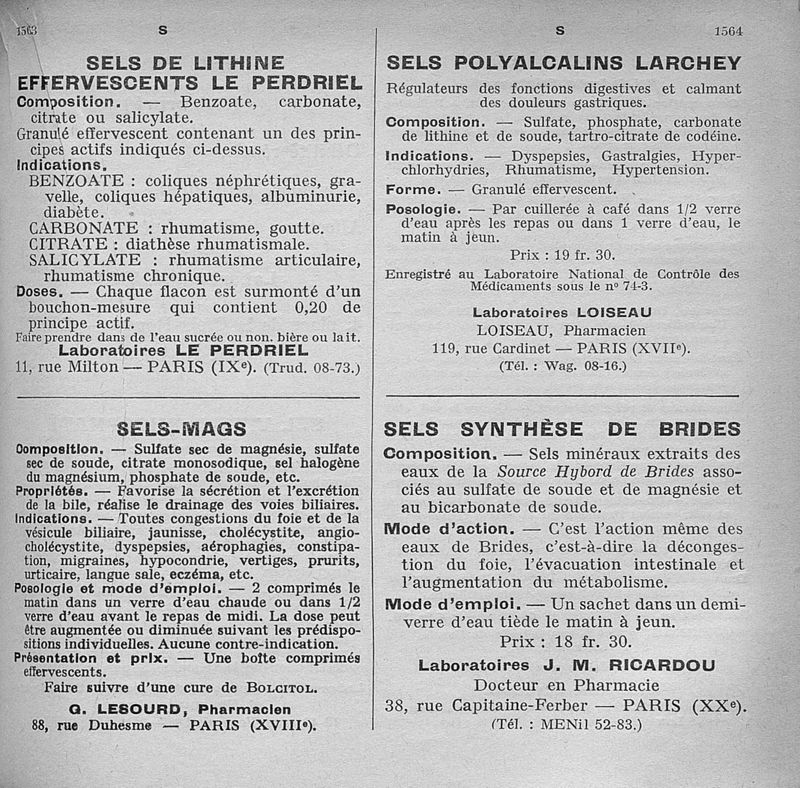 1563
S
SELS DE LITHINE
EFFERVESCENTS LE PERDRIEL
Composition. — Benzoate, carbonate,
citrate ou salicylate.
Granulé effervescent contenant un des prin-
cipes actifs indiqués ci-dessus.
Indications.
BENZOATE : coliques néphrétiques, gra-
velle, coliques hépatiques, albuminurie,
diabète.
CARBONATE : rhumatisme, goutte.
CITRATE : diathèse rhumatismale.
SALICYLATE : rhumatisme articulaire,
rhumatisme chronique.
Doses. — Chaque flacon est surmonté d'un
bouchon-mesure qui contient 0,20 de
principe actif.
Faire prendre dans de l'eau sucrée ou non. bière ou lait.
Laboratoires LE PERDRIEL
11, rue Milton — PARIS (IXe). (Trud. 08-73.)
SELS-MAGS
Composition. — Sulfate sec de magnésie, sulfate
sec de soude, citrate monosodique, sel halogène
du magnésium, phosphate de soude, etc.
Propriétés. — Favorise la sécrétion et l'excrétion
de la bile, réalise le drainage des voies biliaires.
Indications. — Toutes congestions du foie et de la
vésicule biliaire, jaunisse, cholécystite, angio-
cholécystite, dyspepsies, aérophagies, constipa-
tion, migraines, hypocondrie, vertiges, prurits,
urticaire, langue sale, eczéma, etc.
Posologie et mode d'emploi. — 2 comprimés le
matin dans un verre d'eau chaude ou dans 1/2
verre d'eau avant le repas de midi. La dose peut
être augmentée ou diminuée suivant les prédispo-
sitions individuelles. Aucune contre-indication.
Présentation et prix. — Une boîte comprimés
effervescents.
Faire suivre d'une cure de BOLCITOL.
G. LESOURD, Pharmacien
88, rue Duhesme — PARIS (XVIIIe).
S
1564
SELS POLYALCALINS LARCHEY
Régulateurs des fonctions digestives et calmant
des douleurs gastriques.
Composition. — Sulfate, phosphate, carbonate
de lithine et de soude, tartro-citrate de codéine.
Indications. — Dyspepsies, Gastralgies, Hyper-
chlorhydries, Rhumatisme, Hypertension.
Forme. — Granulé effervescent.
Posologie. — Par cuillerée à café dans 1/2 verre
d'eau après les repas ou dans 1 verre d'eau, le
matin à jeun.
Prix : 19 fr. 30.
Enregistré au Laboratoire National de Contrôle des
Médicaments sous le no 74-3.
Laboratoires LOISEAU
LOISEAU, Pharmacien
119, rue Cardinet — PARIS (XVIIe).
(Tél. : Wag. 08-16.)
SELS SYNTHÈSE DE BRIDES
Composition. — Sels minéraux extraits des
eaux de la Source Hybord de Brides asso-
ciés au sulfate de soude et de magnésie et
au bicarbonate de soude.
Mode d'action. — C'est l'action même des
eaux de Brides, c'est-à-dire la déconges-
tion du foie, l'évacuation intestinale et
l'augmentation du métabolisme.
Mode d'emploi. — Un sachet dans un demi-
verre d'eau tiède le matin à jeun.
Prix : 18 fr. 30.
Laboratoires J. M. RICARDOU
Docteur en Pharmacie
38, rue Capitaine-Ferber — PARIS (XXe).
(Tél. : MENil 52-83.)